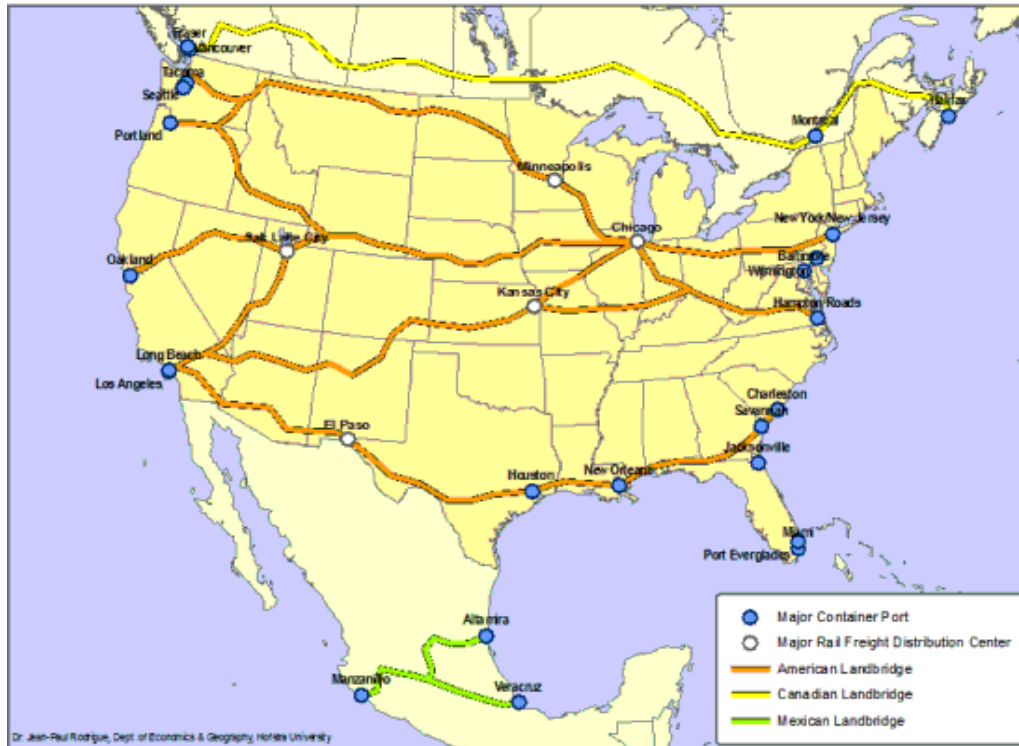 Fraser
Vancouver
Tacoma
Seattle
Portland
Montreal
Halifax
Minneapolis
Chicago
New York/New Jersey
Baltimore
Wilmington
Salt Lake City
Oakland
Kansas City
Hampton Roads
Long Beach
Los Angeles
Charleston
Savannah
El Paso
Jacksonville
Houston
New Orleans
Miami
Port Everglades
Altamira
Manzanillo
Veracruz
Major Container Port
Major Rail Freight Distribution Center
American Landbridge
Canadian Landbridge
Mexican Landbridge
Dr. Jean-Paul Rodrigue, Dept. of Economics & Geography, Hofstra University